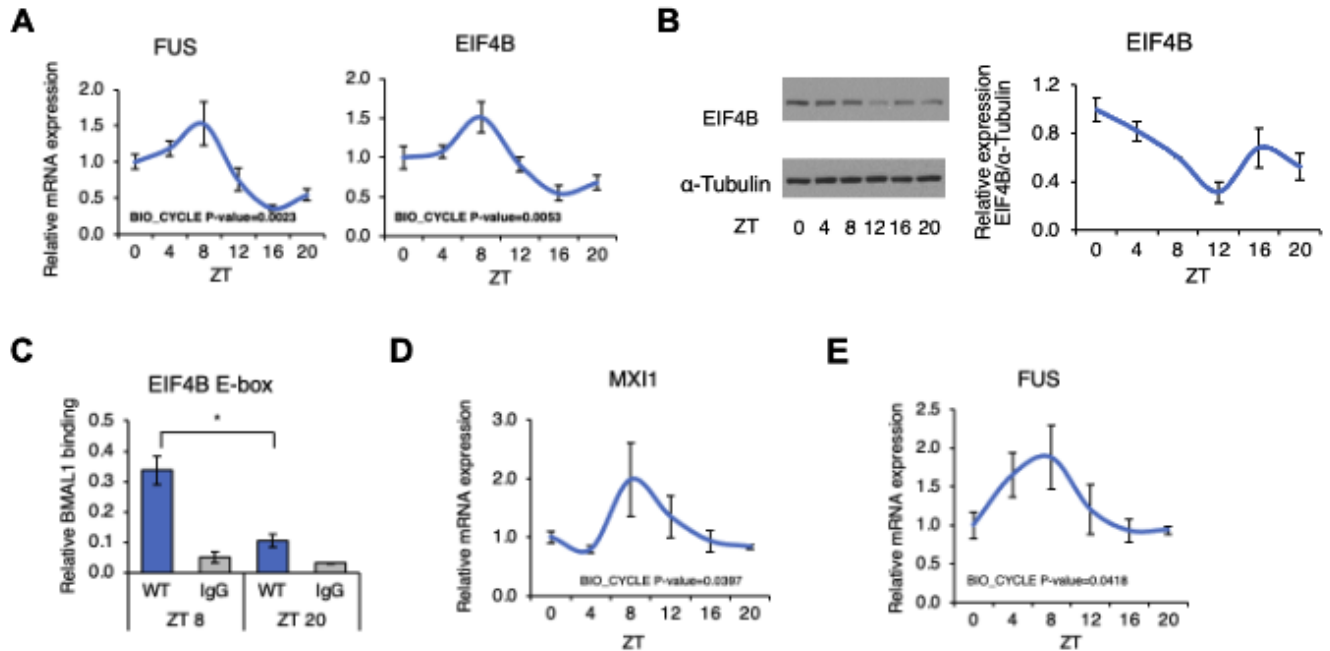 A
FUS
Relative mRNA expression
2.0
1.5
1.0
0.5
0.0
BIO_CYCLE P-value=0.0023
0 4 8 12 16 20
ZT
EIF4B
2.0
1.5
1.0
0.5
0.0
BIO_CYCLE P-value=0.0053
0 4 8 12 16 20
ZT
B
EIF4B
α-Tubulin
ZT 0 4 8 12 16 20
EIF4B
Relative expression
EIF4B/α-Tubulin
1.2
0.8
0.4
0.0
0 4 8 12 16 20
ZT
C
EIF4B E-box
Relative BMAL1 binding
*
0.5
0.4
0.3
0.2
0.1
0.0
WT IgG WT IgG
ZT 8 ZT 20
D
MXI1
Relative mRNA expression
3.0
2.0
1.0
0.0
BIO_CYCLE P-value=0.0397
0 4 8 12 16 20
ZT
E
FUS
Relative mRNA expression
2.5
2.0
1.5
1.0
0.5
0.0
BIO_CYCLE P-value=0.0418
0 4 8 12 16 20
ZT